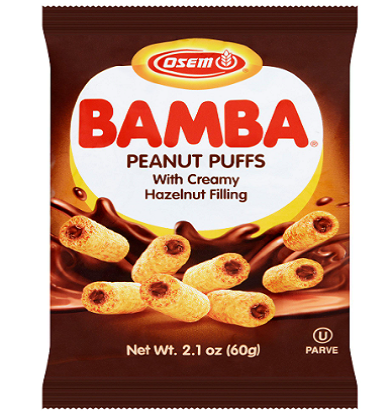 OSEM
BAMBA®
PEANUT PUFFS
With Creamy
Hazelnut Filling
U
PARVE
Net Wt. 2.1 oz (60g)